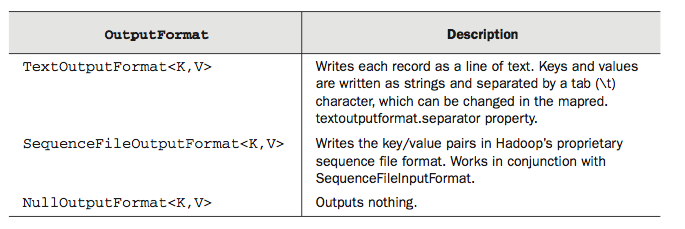 OutputFormat Description
TextOutputFormat<K,V> Writes each record as a line of text. Keys and values
are written as strings and separated by a tab (\t)
character, which can be changed in the mapred.
textoutputformat.separator property.
SequenceFileOutputFormat<K,V> Writes the key/value pairs in Hadoop's proprietary
sequence file format. Works in conjunction with
SequenceFileInputFormat.
NullOutputFormat<K,V> Outputs nothing.